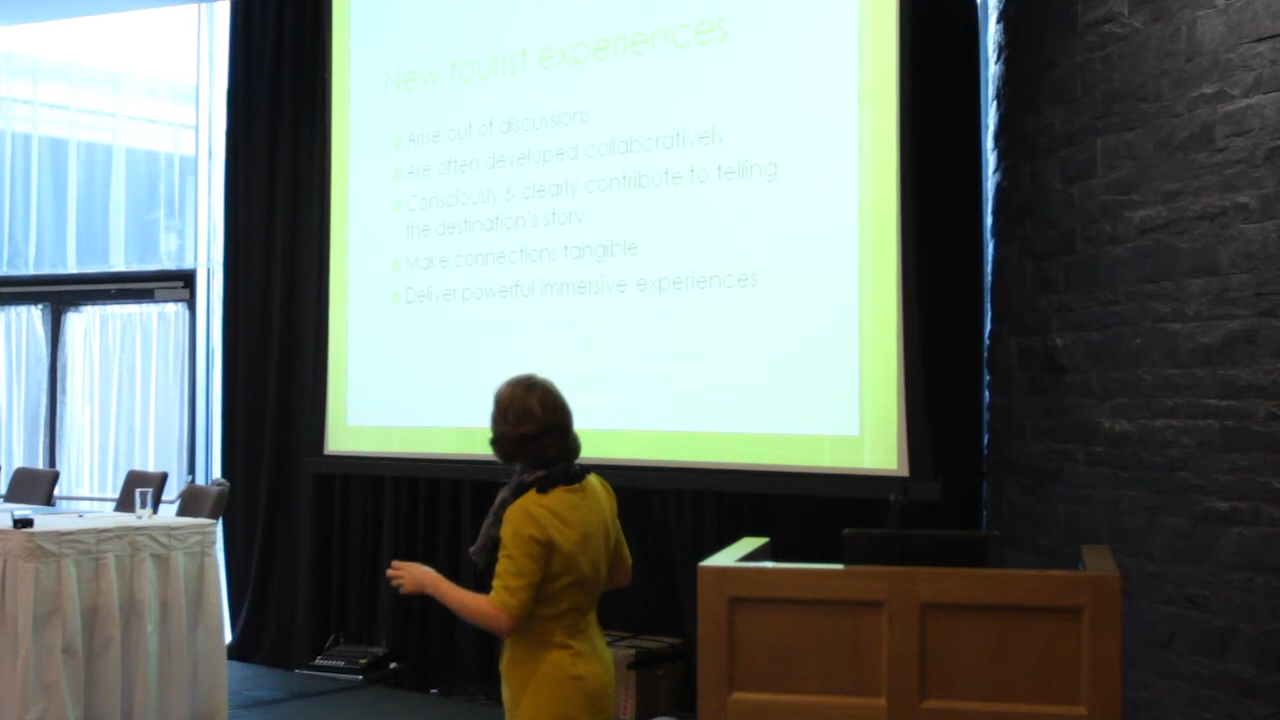 New tourist experiences
Arise out of discussions
Are often developed collaboratively
Consciously & clearly contribute to telling
the destination's story
Make connections tangible
Deliver powerful immersive experiences